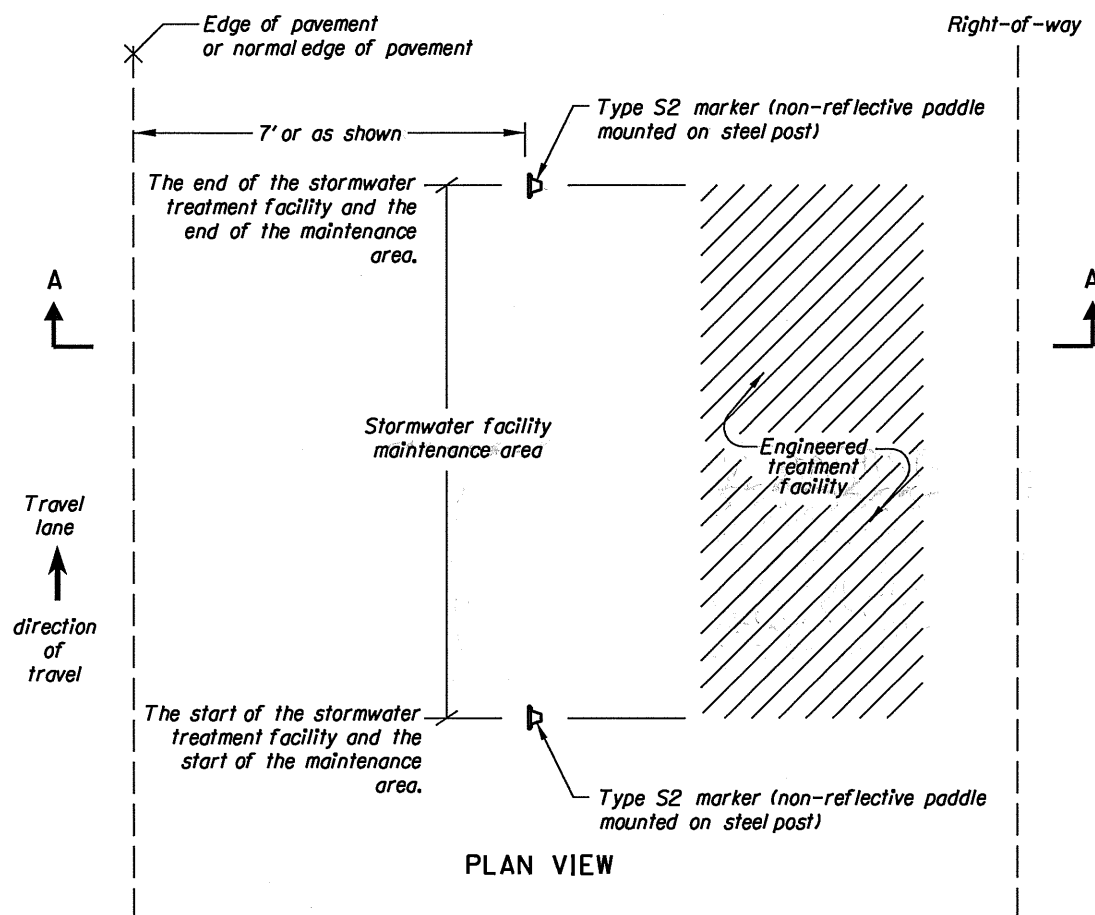 Edge of pavement
or normal edge of pavement
Right-of-way
Type S2 marker (non-reflective paddle
mounted on steel post)
7' or as shown
The end of the stormwater
treatment facility and the
end of the maintenance
area.
A
A
Stormwater facility
maintenance area
Engineered
treatment
facility
Travel
lane
direction
of
travel
The start of the stormwater
treatment facility and the
start of the maintenance
area.
Type S2 marker (non-reflective paddle
mounted on steel post)
PLAN VIEW